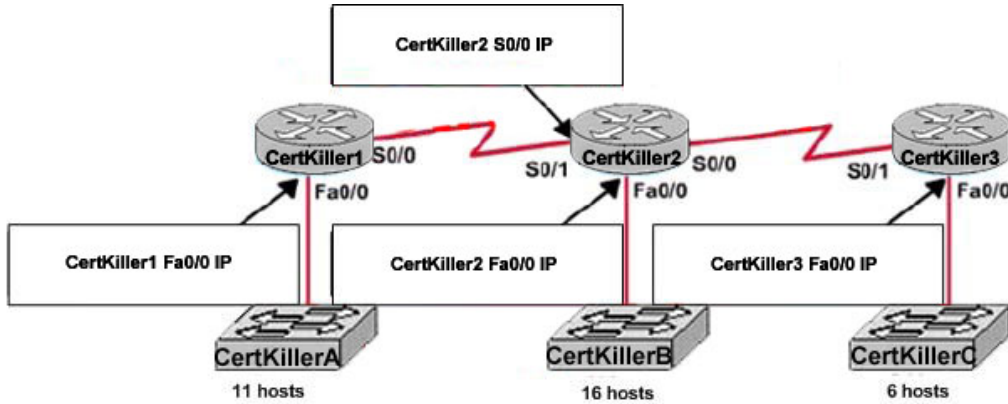 CertKiller2 S0/0 IP
CertKiller1
S0/0
S0/1
CertKiller2
S0/0
S0/1
CertKiller3
Fa0/0
Fa0/0
Fa0/0
CertKiller1 Fa0/0 IP
CertKiller2 Fa0/0 IP
CertKiller3 Fa0/0 IP
CertKillerA
CertKillerB
CertKillerC
11 hosts
16 hosts
6 hosts